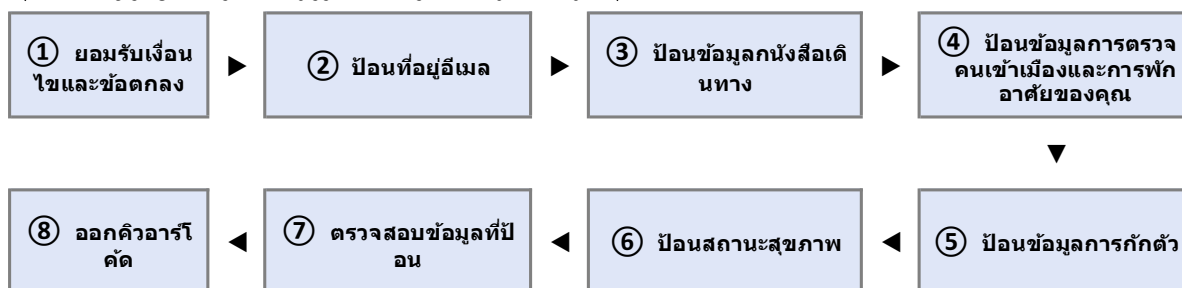 ① ยอมรับเงื่อน
ไขและข้อตกลง
② ป้อนที่อยู่อีเมล
③ ป้อนข้อมูลกนังสือเดิ
นทาง
④ ป้อนข้อมูลการตรวจ
คนเข้าเมืองและการพัก
อาศัยของคุณ
⑤ ป้อนข้อมูลการกักตัว
⑥ ป้อนสถานะสุขภาพ
⑦ ตรวจสอบข้อมูลที่ป้
อน
⑧ ออกคิวอาร์โ
ค้ด